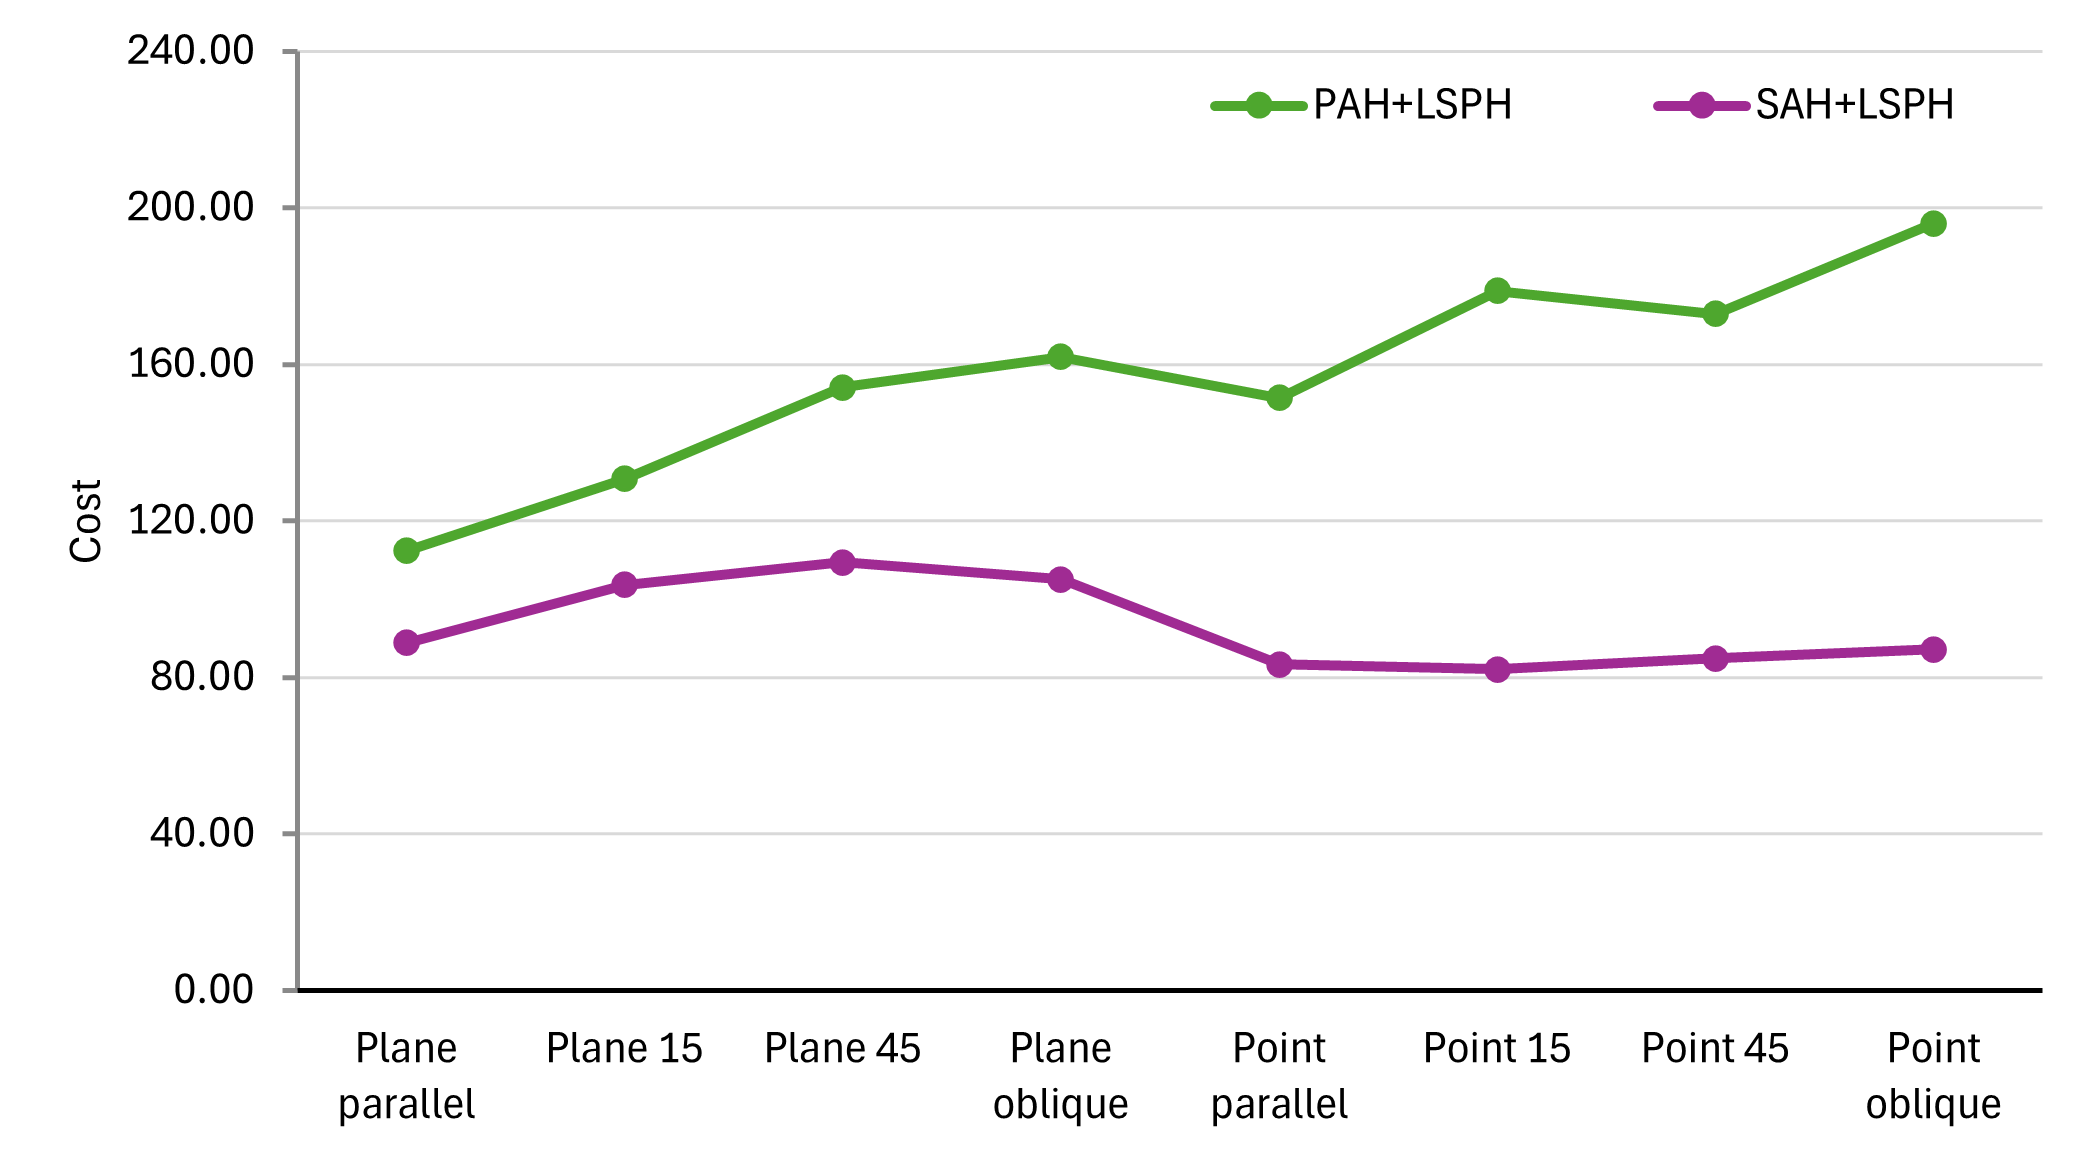 240.00
PAH+LSPH SAH+LSPH
200.00
160.00
120.00
Cost
80.00
40.00
0.00
Plane parallel
Plane 15
Plane 45
Plane oblique
Point parallel
Point 15
Point 45
Point oblique